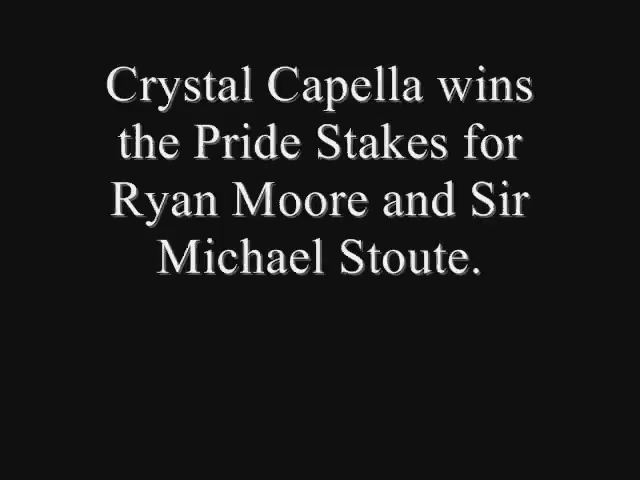 Crystal Capella wins
the Pride Stakes for
Ryan Moore and Sir
Michael Stoute.